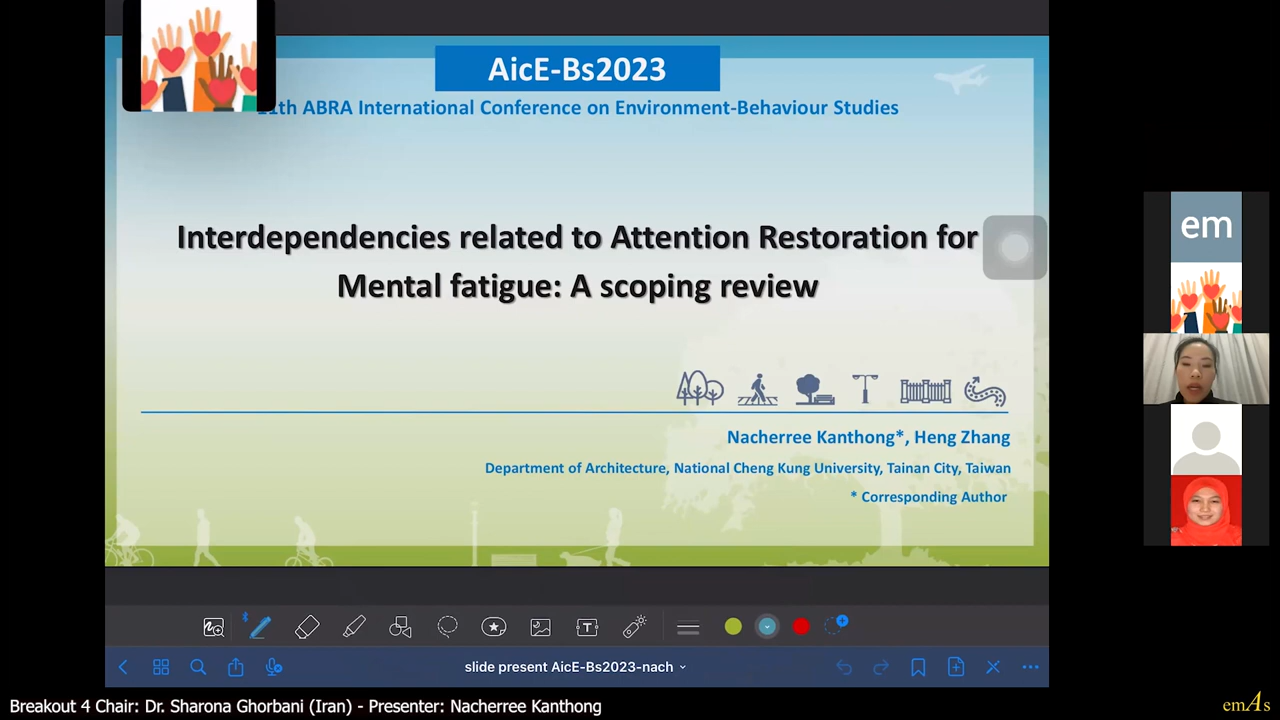 AicE-Bs2023
11th ABRA International Conference on Environment-Behaviour Studies
Interdependencies related to Attention Restoration for
Mental fatigue: A scoping review
Nacherree Kanthong*, Heng Zhang
Department of Architecture, National Cheng Kung University, Tainan City, Taiwan
* Corresponding Author
em
T
slide present AicE-Bs2023-nach
Breakout 4 Chair: Dr. Sharona Ghorbani (Iran) - Presenter: Nacherree Kanthong
emAs